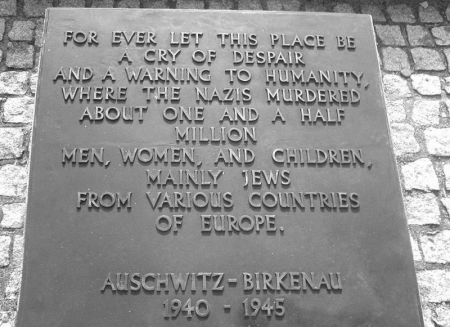 FOR EVER LET THIS PLACE BE
A CRY OF DESPAIR
AND A WARNING TO HUMANITY,
WHERE THE NAZIS MURDERED
ABOUT ONE AND A HALF
MILLION
MEN, WOMEN, AND CHILDREN,
MAINLY JEWS
FROM VARIOUS COUNTRIES
OF EUROPE.
AUSCHWITZ-BIRKENAU
1940 - 1945